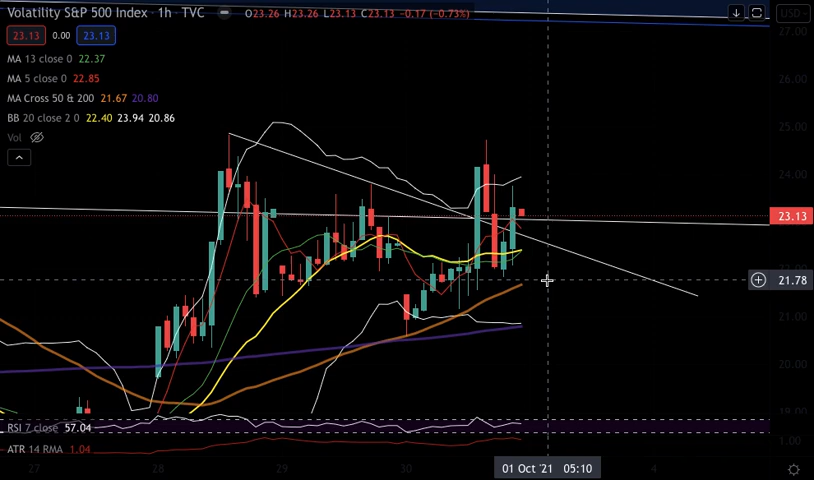 Volatility S&P 500 Index · 1h · TVC O23.26 H23.26 L23.13 C23.13 -0.17 (-0.73%) USD
23.13 0.00 23.13
27.00
MA 13 close 0 22.37
MA 5 close 0 22.85
26.00
MA Cross 50 & 200 21.67 20.80
BB 20 close 2 0 22.40 23.94 20.86
25.00
Vol
24.00
23.13
22.00
21.78
21.00
20.00
19.00
RSI 7 close 57.04
1.00
ATR 14 RMA 1.04
27 28 29 30 01 Oct '21 05:10 4